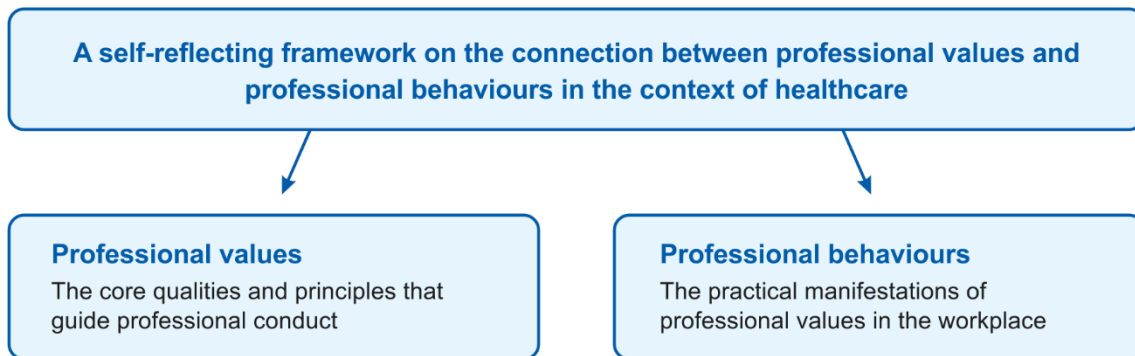 A self-reflecting framework on the connection between professional values and
professional behaviours in the context of healthcare
Professional values
The core qualities and principles that
guide professional conduct
Professional behaviours
The practical manifestations of
professional values in the workplace